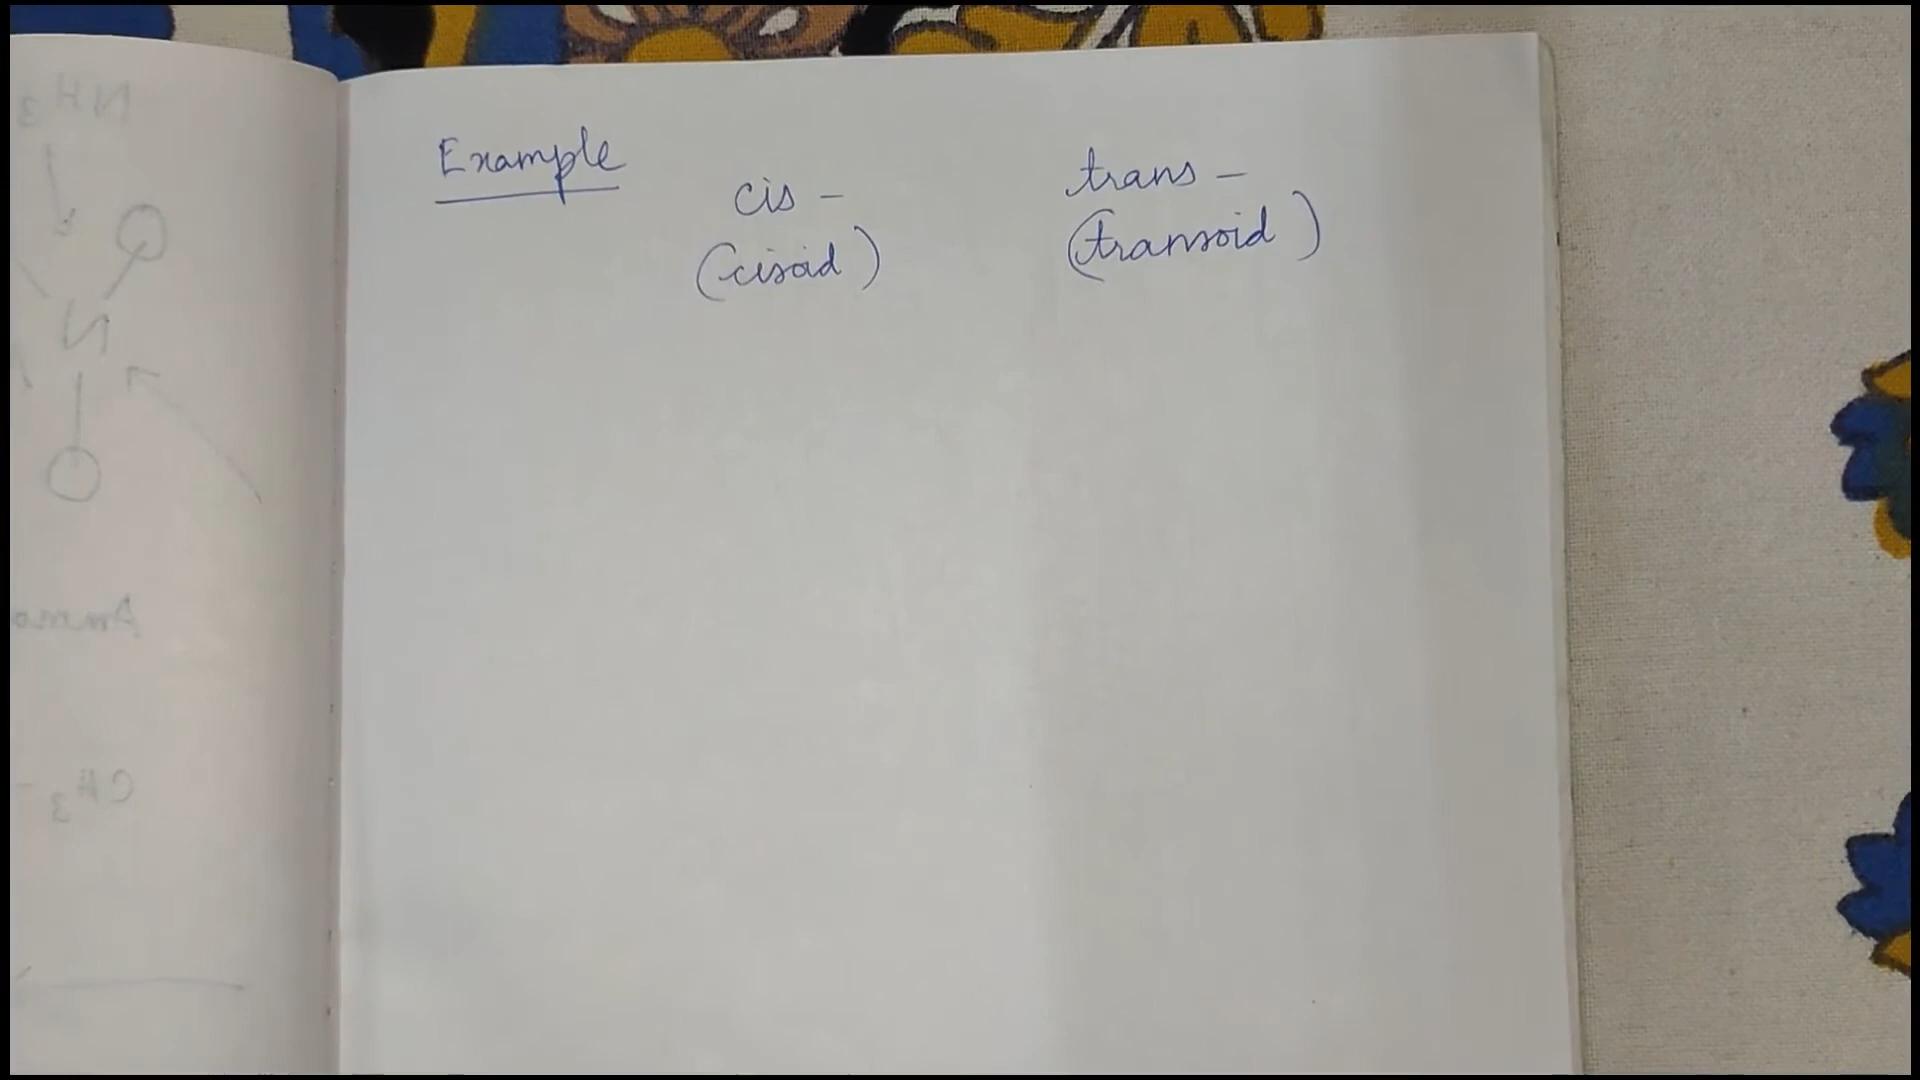 Example
cis - trans -
(cisoid) (transoid)